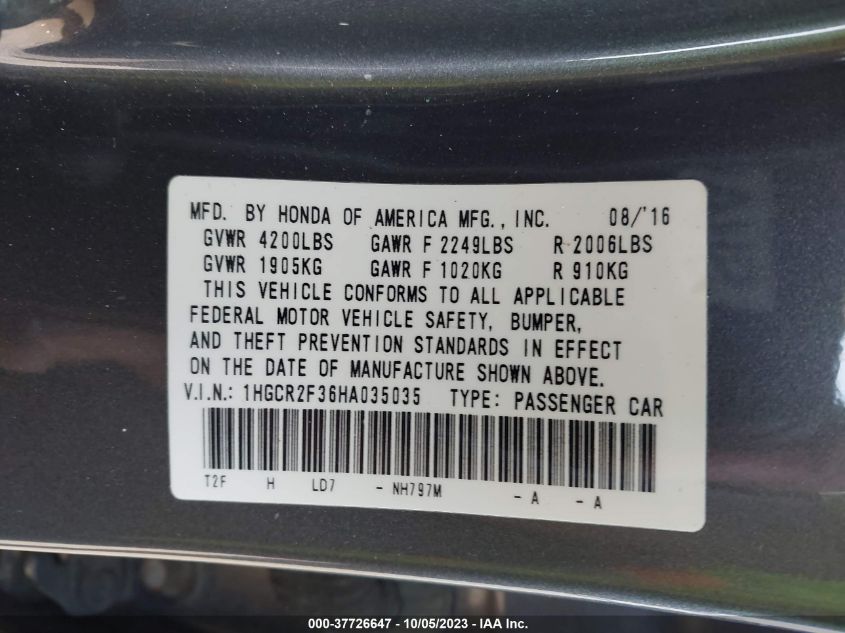 MFD. BY HONDA OF AMERICA MFG., INC. 08/'16
GVWR 4200LBS GAWR F 2249LBS R 2006LBS
GVWR 1905KG GAWR F 1020KG R 910KG
THIS VEHICLE CONFORMS TO ALL APPLICABLE
FEDERAL MOTOR VEHICLE SAFETY, BUMPER,
AND THEFT PREVENTION STANDARDS IN EFFECT
ON THE DATE OF MANUFACTURE SHOWN ABOVE.
V.I.N.: 1HGCR2F36HA035035 TYPE: PASSENGER CAR
T2F H LD7 - NH797M - A - A
000-37726647 - 10/05/2023 - IAA Inc.